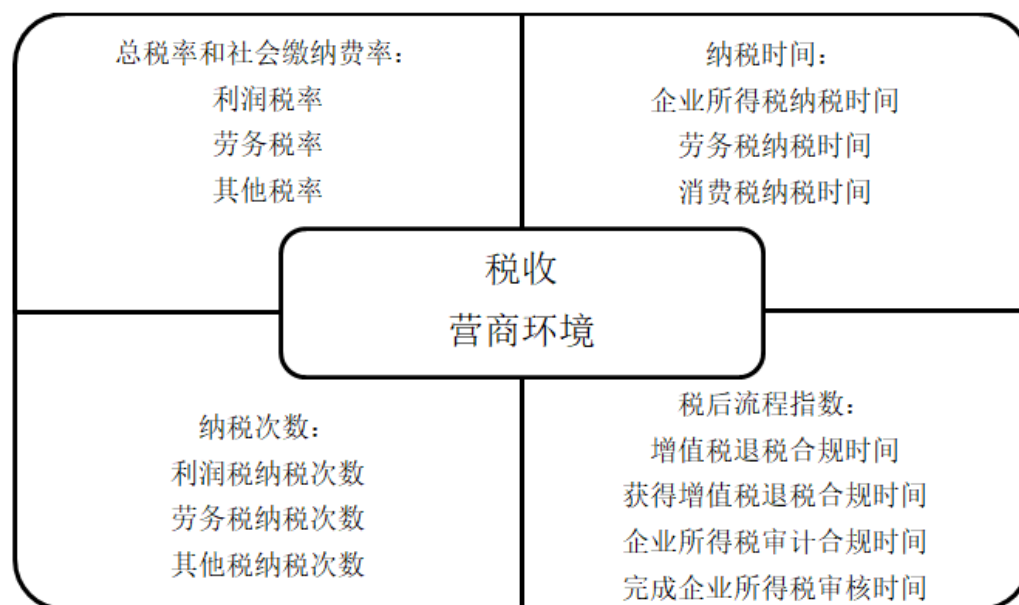 总税率和社会缴纳费率：
利润税率
劳务税率
其他税率
纳税时间：
企业所得税纳税时间
劳务税纳税时间
消费税纳税时间
税收
营商环境
纳税次数：
利润税纳税次数
劳务税纳税次数
其他税纳税次数
税后流程指数：
增值税退税合规时间
获得增值税退税合规时间
企业所得税审计合规时间
完成企业所得税审核时间